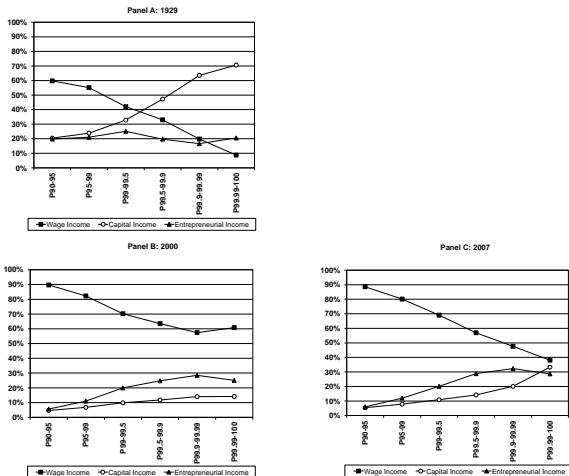 Panel A: 1929
100%
90%
80%
70%
60%
50%
40%
30%
20%
10%
0%
P90-95
P95-99
P99-99.5
P99.5-99.9
P99.9-99.99
P99.99-100
Wage Income Capital Income Entrepreneurial Income
Panel B: 2000
100%
90%
80%
70%
60%
50%
40%
30%
20%
10%
0%
P90-95
P95-99
P99-99.5
P99.5-99.9
P99.9-99.99
P99.99-100
Wage Income Capital Income Entrepreneurial Income
Panel C: 2007
100%
90%
80%
70%
60%
50%
40%
30%
20%
10%
0%
P90-95
P95-99
P99-99.5
P99.5-99.9
P99.9-99.99
P99.99-100
Wage Income Capital Income Entrepreneurial Income